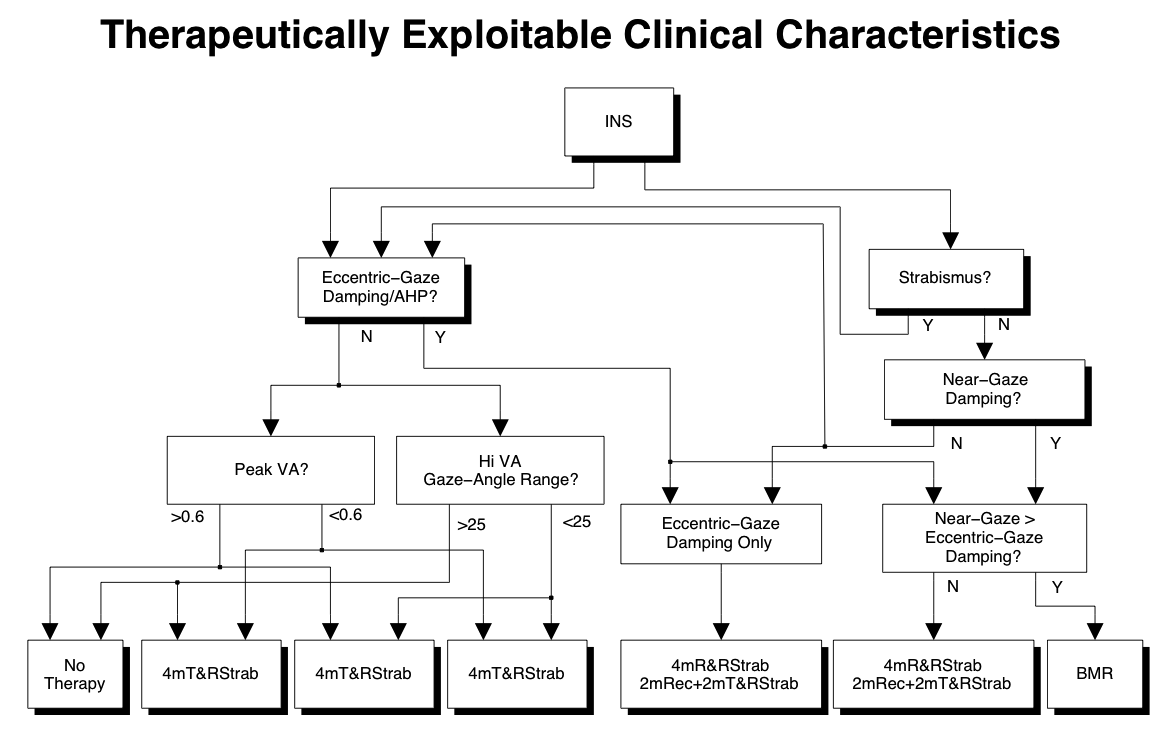 Therapeutically Exploitable Clinical Characteristics
INS
Eccentric–Gaze
Damping/AHP?
Strabismus?
N
Y
Y
N
Near–Gaze
Damping?
N
Y
Peak VA?
Hi VA
Gaze–Angle Range?
>0.6
<0.6
>25
<25
Eccentric–Gaze
Damping Only
Near–Gaze >
Eccentric–Gaze
Damping?
N
Y
No
Therapy
4mT&RStrab
4mT&RStrab
4mT&RStrab
4mR&RStrab
2mRec+2mT&RStrab
4mR&RStrab
2mRec+2mT&RStrab
BMR